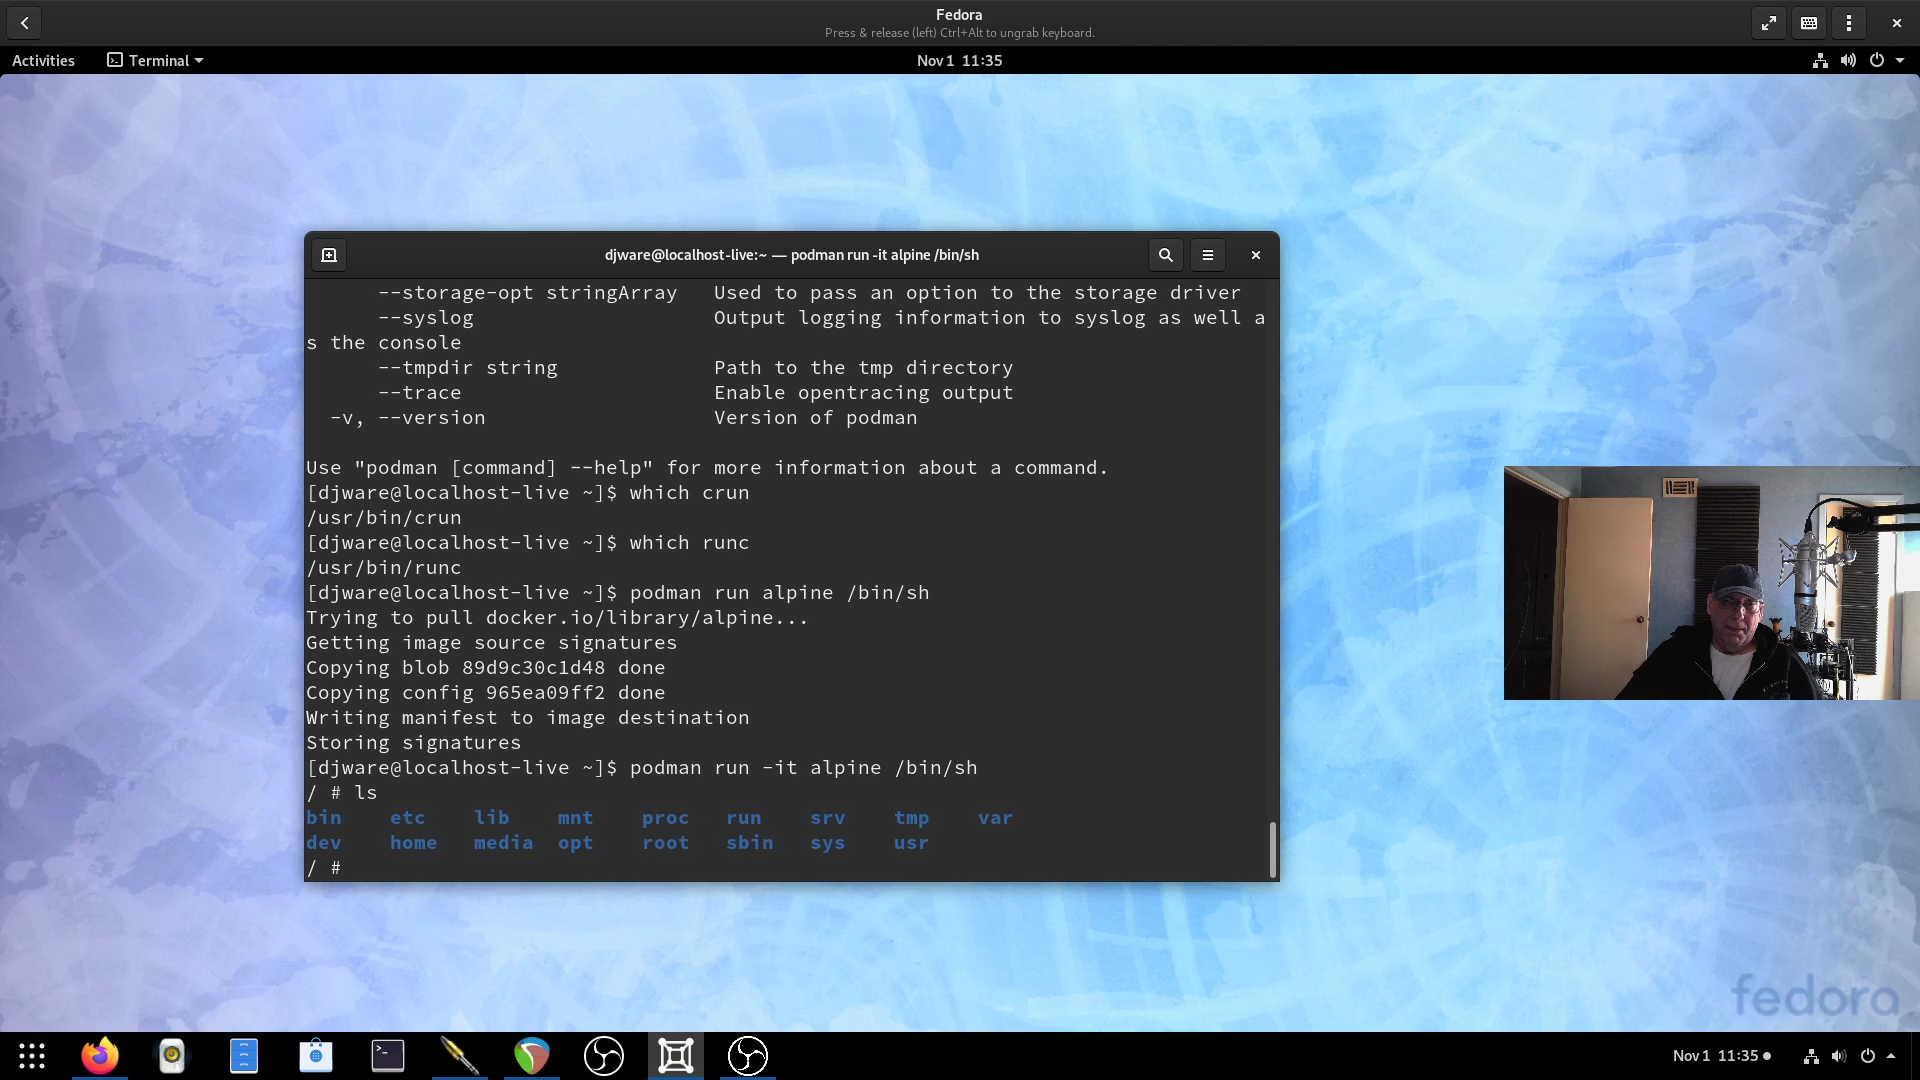 Fedora
Press & release (left) Ctrl+Alt to ungrab keyboard.
Activities Terminal Nov 1 11:35
djware@localhost-live:~ — podman run -it alpine /bin/sh
--storage-opt stringArray Used to pass an option to the storage driver
--syslog Output logging information to syslog as well a
s the console
--tmpdir string Path to the tmp directory
--trace Enable opentracing output
-v, --version Version of podman
Use "podman [command] --help" for more information about a command.
[djware@localhost-live ~]$ which crun
/usr/bin/crun
[djware@localhost-live ~]$ which runc
/usr/bin/runc
[djware@localhost-live ~]$ podman run alpine /bin/sh
Trying to pull docker.io/library/alpine...
Getting image source signatures
Copying blob 89d9c30c1d48 done
Copying config 965ea09ff2 done
Writing manifest to image destination
Storing signatures
[djware@localhost-live ~]$ podman run -it alpine /bin/sh
/ # ls
bin etc lib mnt proc run srv tmp var
dev home media opt root sbin sys usr
/ #
fedora
Nov 1 11:35